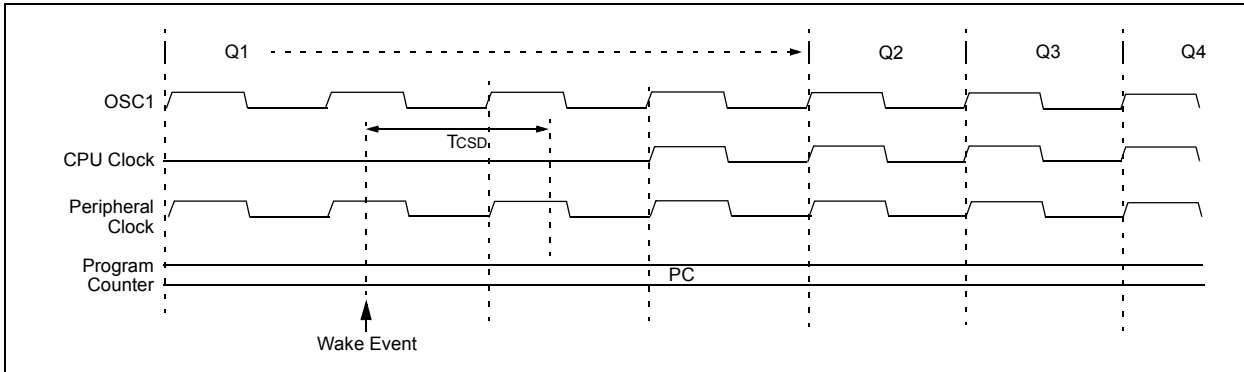 Q1 Q2 Q3 Q4
OSC1
TCSD
CPU Clock
Peripheral
Clock
Program
Counter
PC
Wake Event